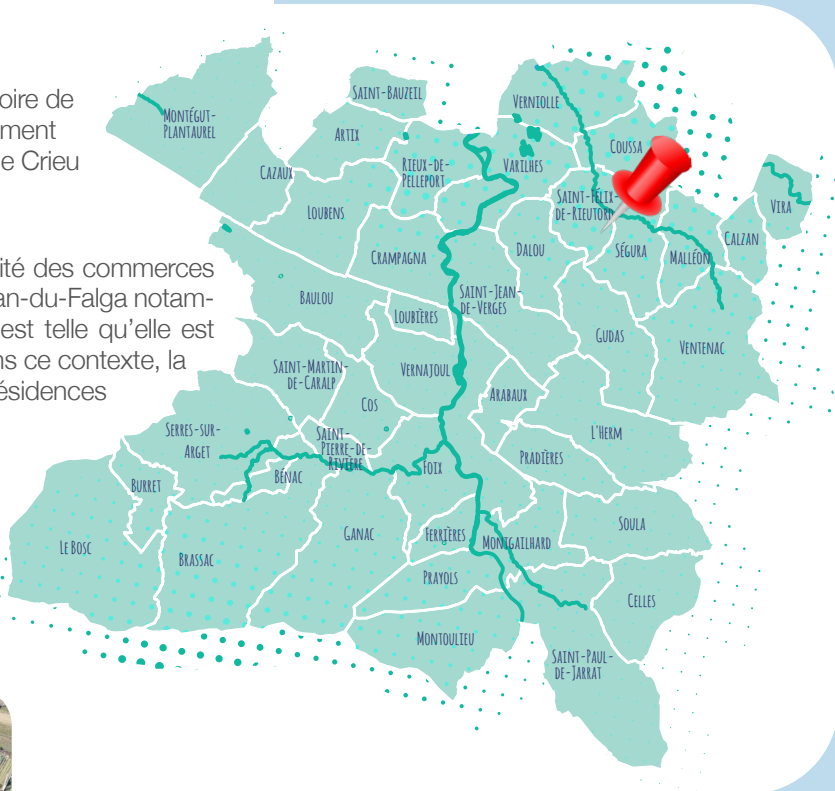 oire de
ement
e Crieu
ité des commerces
an-du-Falga notam-
est telle qu’elle est
ns ce contexte, la
ésidences
Montégut-
Plantaurel
Saint-Bauzeil
Verniolle
Artix
Coussa
Cazaux
Rieux-de-
Pelleport
Varilhes
Saint-Félix-
de-Rieutord
Vira
Loubens
Calzan
Crampagna
Dalou
Ségura
Malléon
Baulou
Saint-Jean-
de-Verges
Loubières
Gudas
Ventenac
Saint-Martin-
de-Caralp
Vernajoul
Arabaux
Cos
Serres-sur-
Arget
Saint-
Pierre-de-
Rivière
L'Herm
Pradières
Foix
Bénac
Burret
Soula
Le Bosc
Brassac
Ganac
Ferrières
Montgailhard
Prayols
Celles
Montoulieu
Saint-Paul-
de-Jarrat